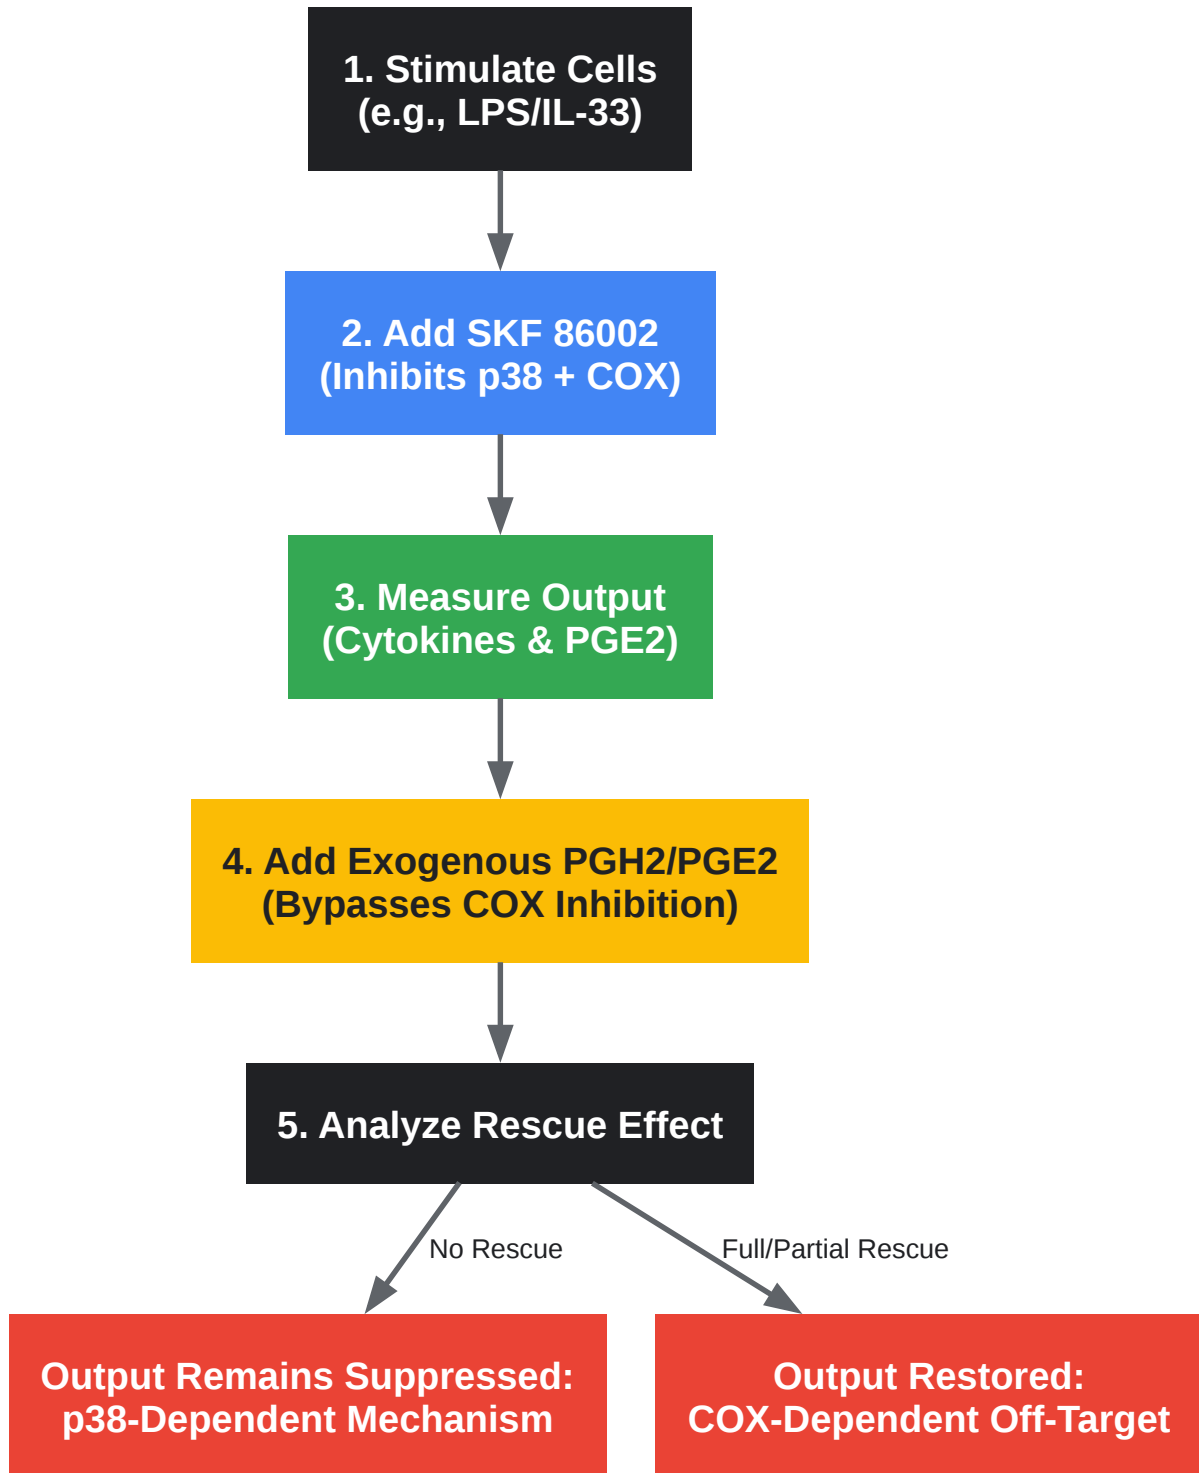 1. Stimulate Cells
(e.g., LPS/IL-33)
2. Add SKF 86002
(Inhibits p38 + COX)
3. Measure Output
(Cytokines & PGE2)
4. Add Exogenous PGH2/PGE2
(Bypasses COX Inhibition)
5. Analyze Rescue Effect
No Rescue
Full/Partial Rescue
Output Remains Suppressed:
p38-Dependent Mechanism
Output Restored:
COX-Dependent Off-Target